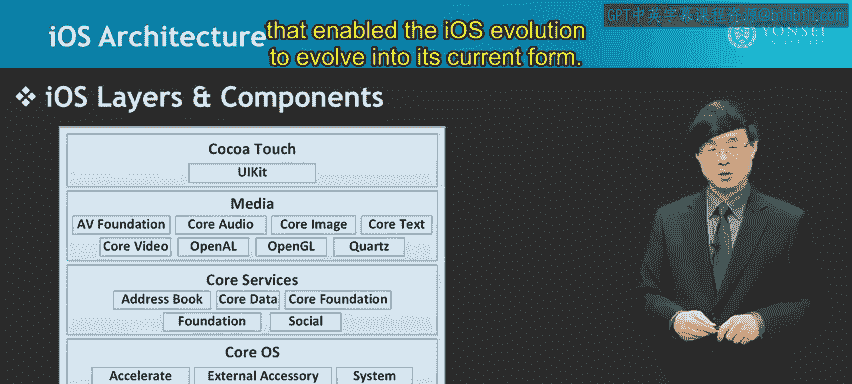 iOS Architecture
that enabled the iOS evolution
to evolve into its current form.
YONSEI
❖ iOS Layers & Components
Cocoa Touch
UIKit
Media
AV Foundation Core Audio Core Image Core Text
Core Video OpenAL OpenGL Quartz
Core Services
Address Book Core Data Core Foundation
Foundation Social
Core OS
Accelerate External Accessory System